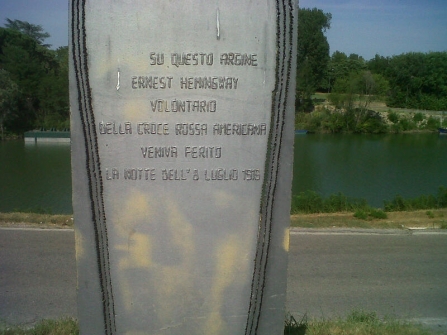 SU QUESTO ARGINE
ERNEST HEMINGWAY
VOLONTARIO
DELLA CROCE ROSSA AMERICANA
VENIVA FERITO
LA NOTTE DELL'8 LUGLIO 1918